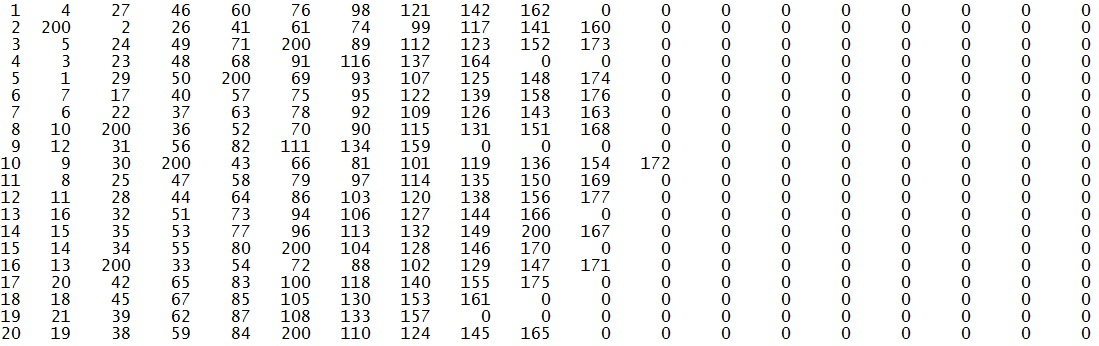 1 4 27 46 60 76 98 121 142 162 0 0 0 0 0 0 0 0 0
2 200 2 26 41 61 74 99 117 141 160 0 0 0 0 0 0 0 0
3 5 24 49 71 200 89 112 123 152 173 0 0 0 0 0 0 0 0
4 3 23 48 68 91 116 137 164 0 0 0 0 0 0 0 0 0 0
5 1 29 50 200 69 93 107 125 148 174 0 0 0 0 0 0 0 0
6 7 17 40 57 75 95 122 139 158 176 0 0 0 0 0 0 0 0
7 6 22 37 63 78 92 109 126 143 163 0 0 0 0 0 0 0 0
8 10 200 36 52 70 90 115 131 151 168 0 0 0 0 0 0 0 0
9 12 31 56 82 111 134 159 0 0 0 0 0 0 0 0 0 0 0
10 9 30 200 43 66 81 101 119 136 154 172 0 0 0 0 0 0 0
11 8 25 47 58 79 97 114 135 150 169 0 0 0 0 0 0 0 0
12 11 28 44 64 86 103 120 138 156 177 0 0 0 0 0 0 0 0
13 16 32 51 73 94 106 127 144 166 0 0 0 0 0 0 0 0 0
14 15 35 53 77 96 113 132 149 200 167 0 0 0 0 0 0 0 0
15 14 34 55 80 200 104 128 146 170 0 0 0 0 0 0 0 0 0
16 13 200 33 54 72 88 102 129 147 171 0 0 0 0 0 0 0 0
17 20 42 65 83 100 118 140 155 175 0 0 0 0 0 0 0 0 0
18 18 45 67 85 105 130 153 161 0 0 0 0 0 0 0 0 0 0
19 21 39 62 87 108 133 157 0 0 0 0 0 0 0 0 0 0 0
20 19 38 59 84 200 110 124 145 165 0 0 0 0 0 0 0 0 0